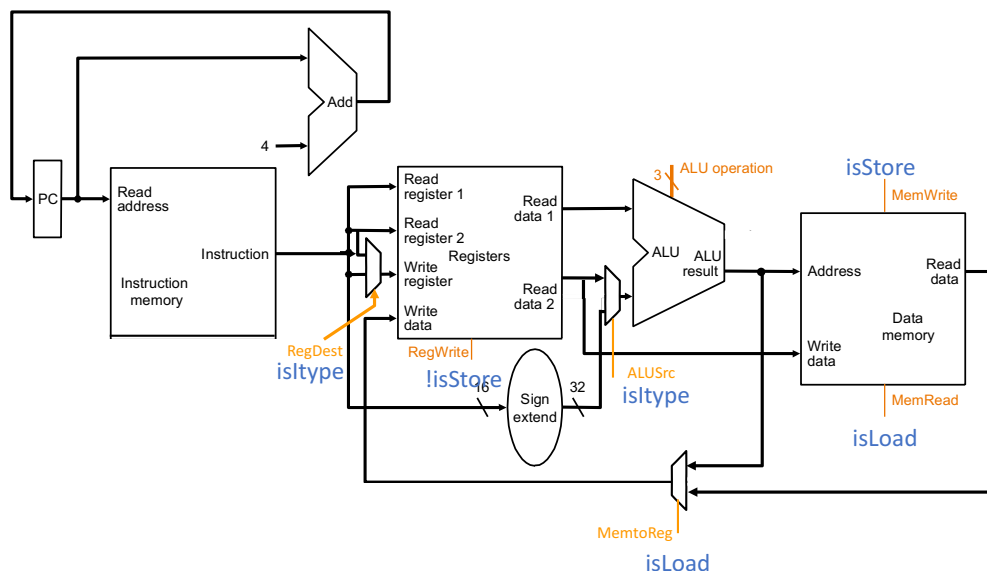 Add
4
PC
Read
address
Instruction
Instruction
memory
Read
register 1
Read
register 2
Registers
Write
register
Write
data
Read
data 1
Read
data 2
RegDest
isItype
RegWrite
!isStore
16
Sign
extend
32
3
ALU operation
ALU
ALU
result
ALUSrc
isItype
isStore
MemWrite
Address
Read
data
Data
memory
Write
data
MemRead
isLoad
MemtoReg
isLoad